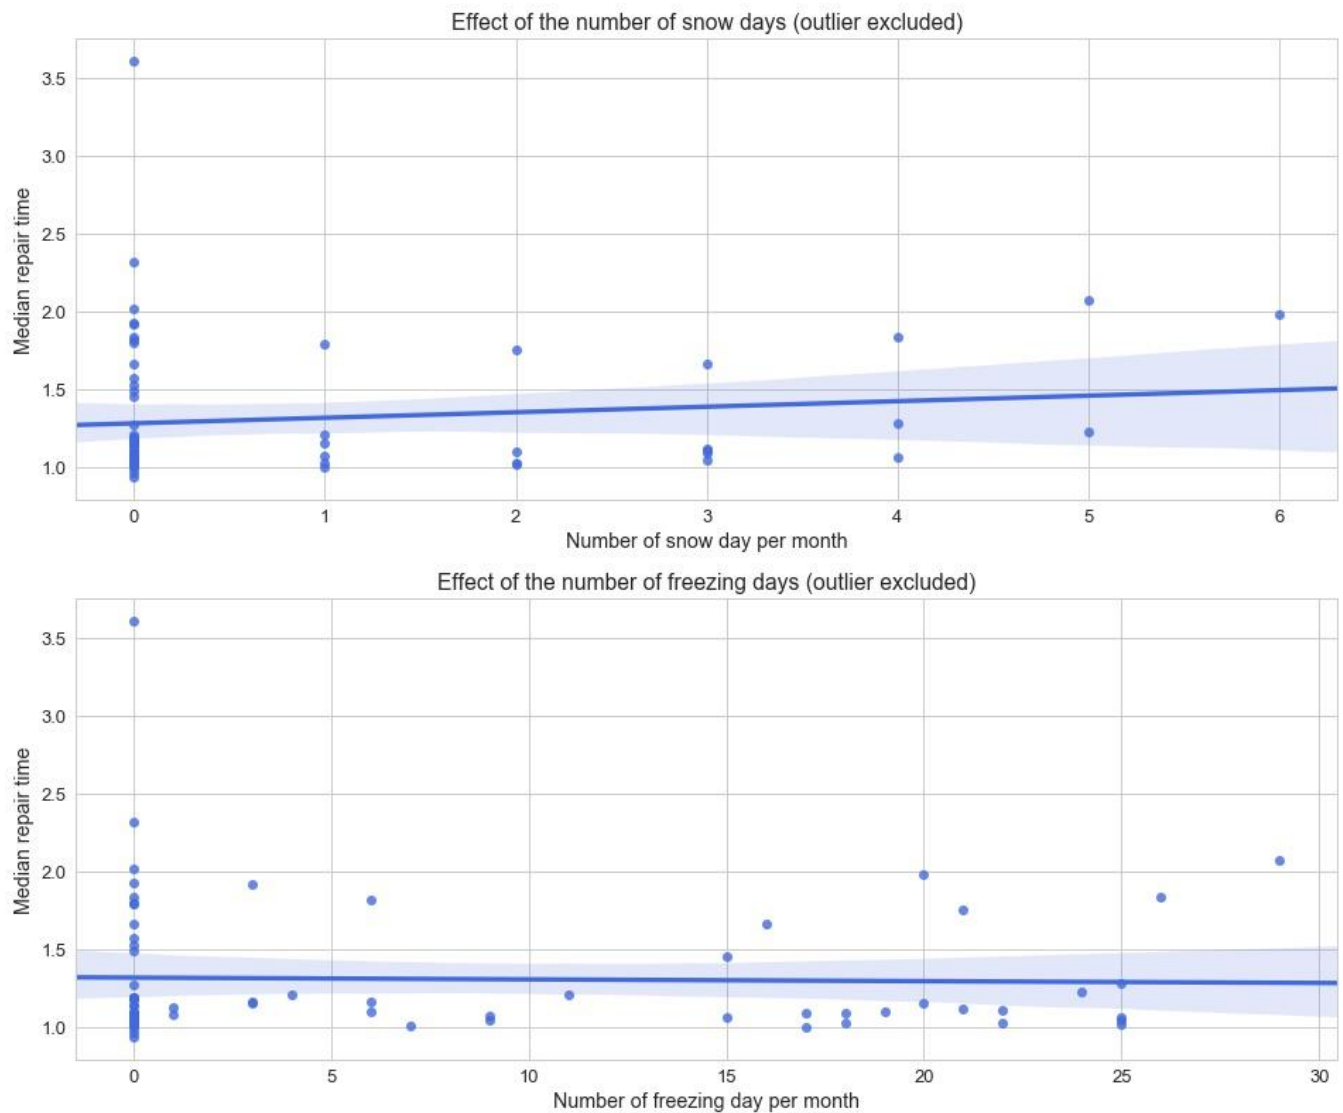 Effect of the number of snow days (outlier excluded)
3.5
3.0
2.5
2.0
1.5
1.0
Median repair time
0 1 2 3 4 5 6
Number of snow day per month
Effect of the number of freezing days (outlier excluded)
3.5
3.0
2.5
2.0
1.5
1.0
Median repair time
0 5 10 15 20 25 30
Number of freezing day per month